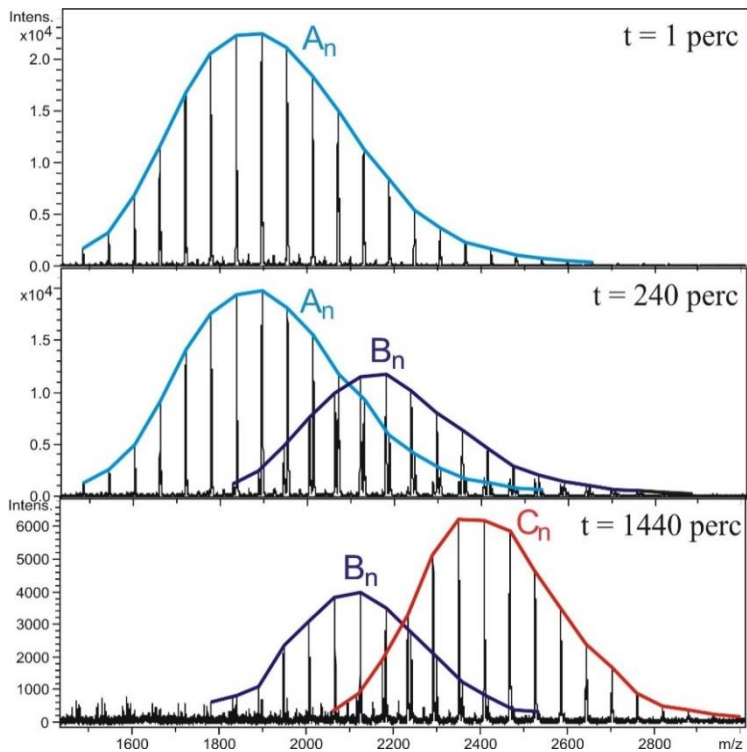 Intens.
x10⁴
2.0
1.5
1.0
0.5
0.0
Aₙ
t = 1 perc
x10⁴
1.5
1.0
0.5
0.0
Aₙ
Bₙ
t = 240 perc
Intens.
6000
5000
4000
3000
2000
1000
0
Bₙ
Cₙ
t = 1440 perc
1600
1800
2000
2200
2400
2600
2800
m/z